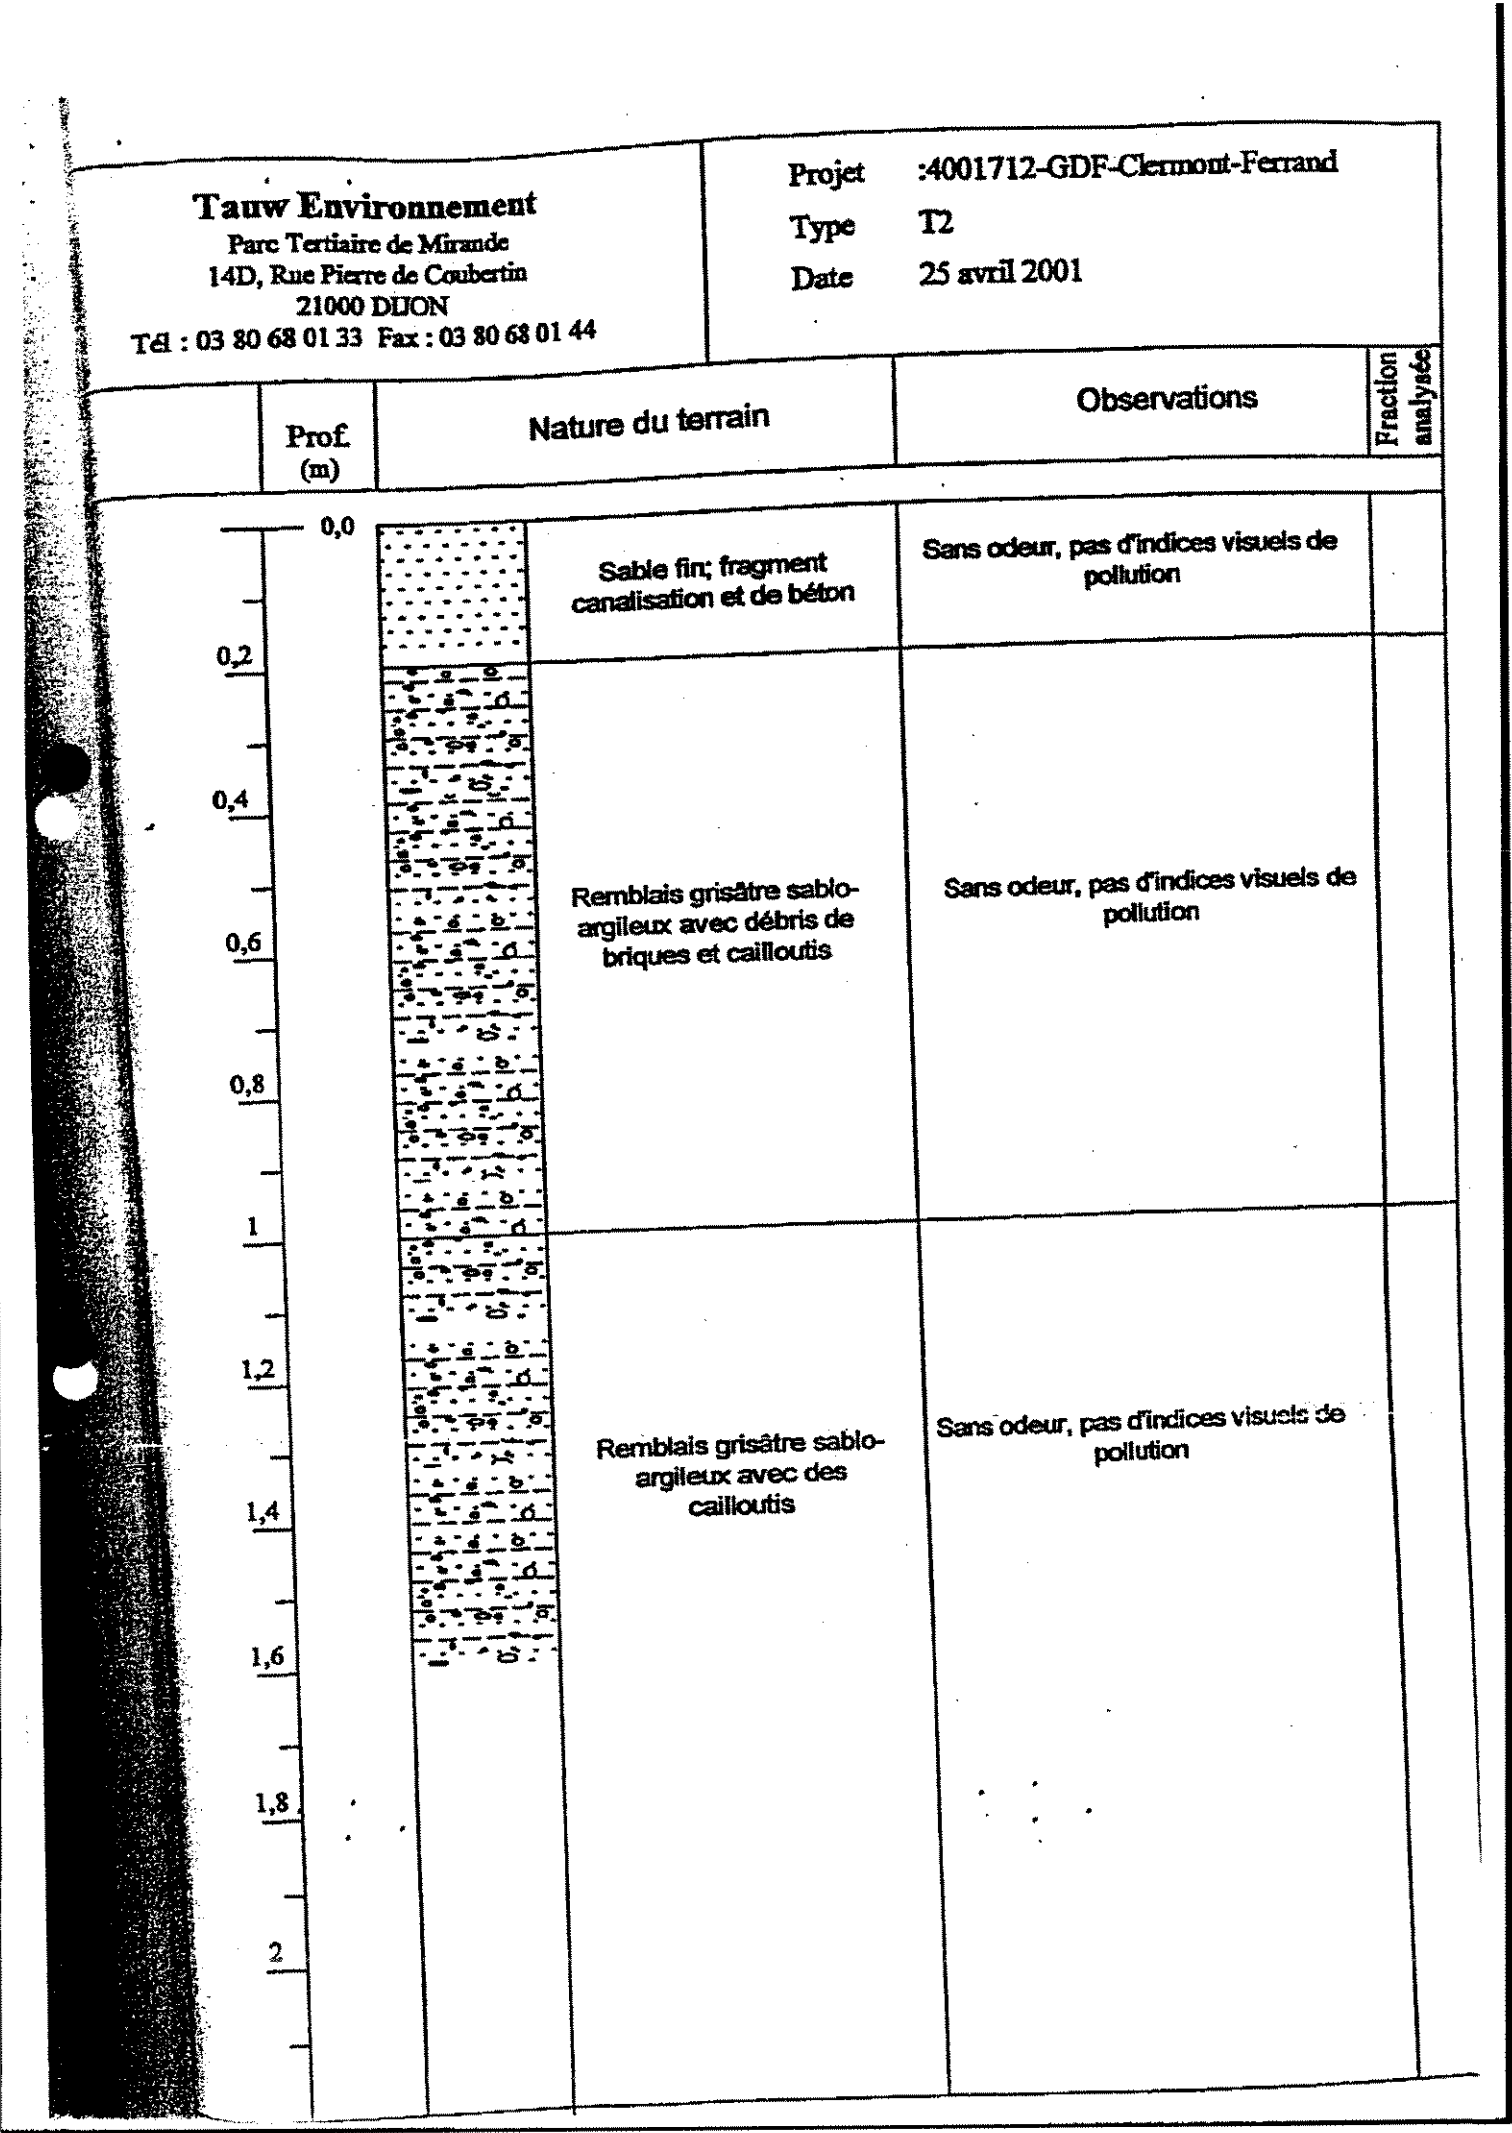 Tauw Environnement
Parc Tertiaire de Mirande
14D, Rue Pierre de Coubertin
21000 DIJON
Tél : 03 80 68 01 33 Fax : 03 80 68 01 44
Projet :4001712-GDF-Clermont-Ferrand
Type T2
Date 25 avril 2001
Prof.
(m)
Nature du terrain
Observations
Fraction
analysée
0,0
Sable fin; fragment
canalisation et de béton
Sans odeur, pas d'indices visuels de
pollution
0,2
0,4
Remblais grisâtre sablo-
argileux avec débris de
briques et cailloutis
Sans odeur, pas d'indices visuels de
pollution
0,6
0,8
1
1,2
Remblais grisâtre sablo-
argileux avec des
cailloutis
Sans odeur, pas d'indices visuels de
pollution
1,4
1,6
1,8
2